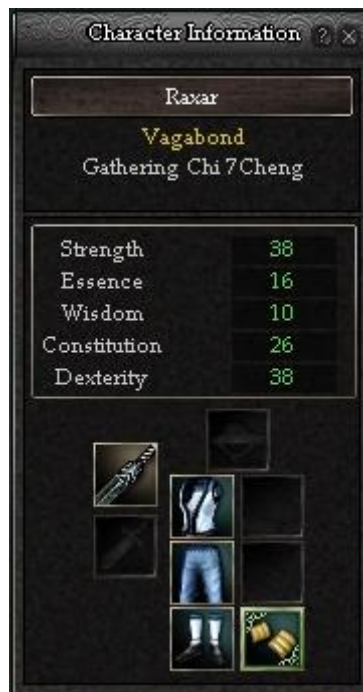 Character Information ? ×
Raxar
Vagabond
Gathering Chi 7Cheng
Strength 38
Essence 16
Wisdom 10
Constitution 26
Dexterity 38